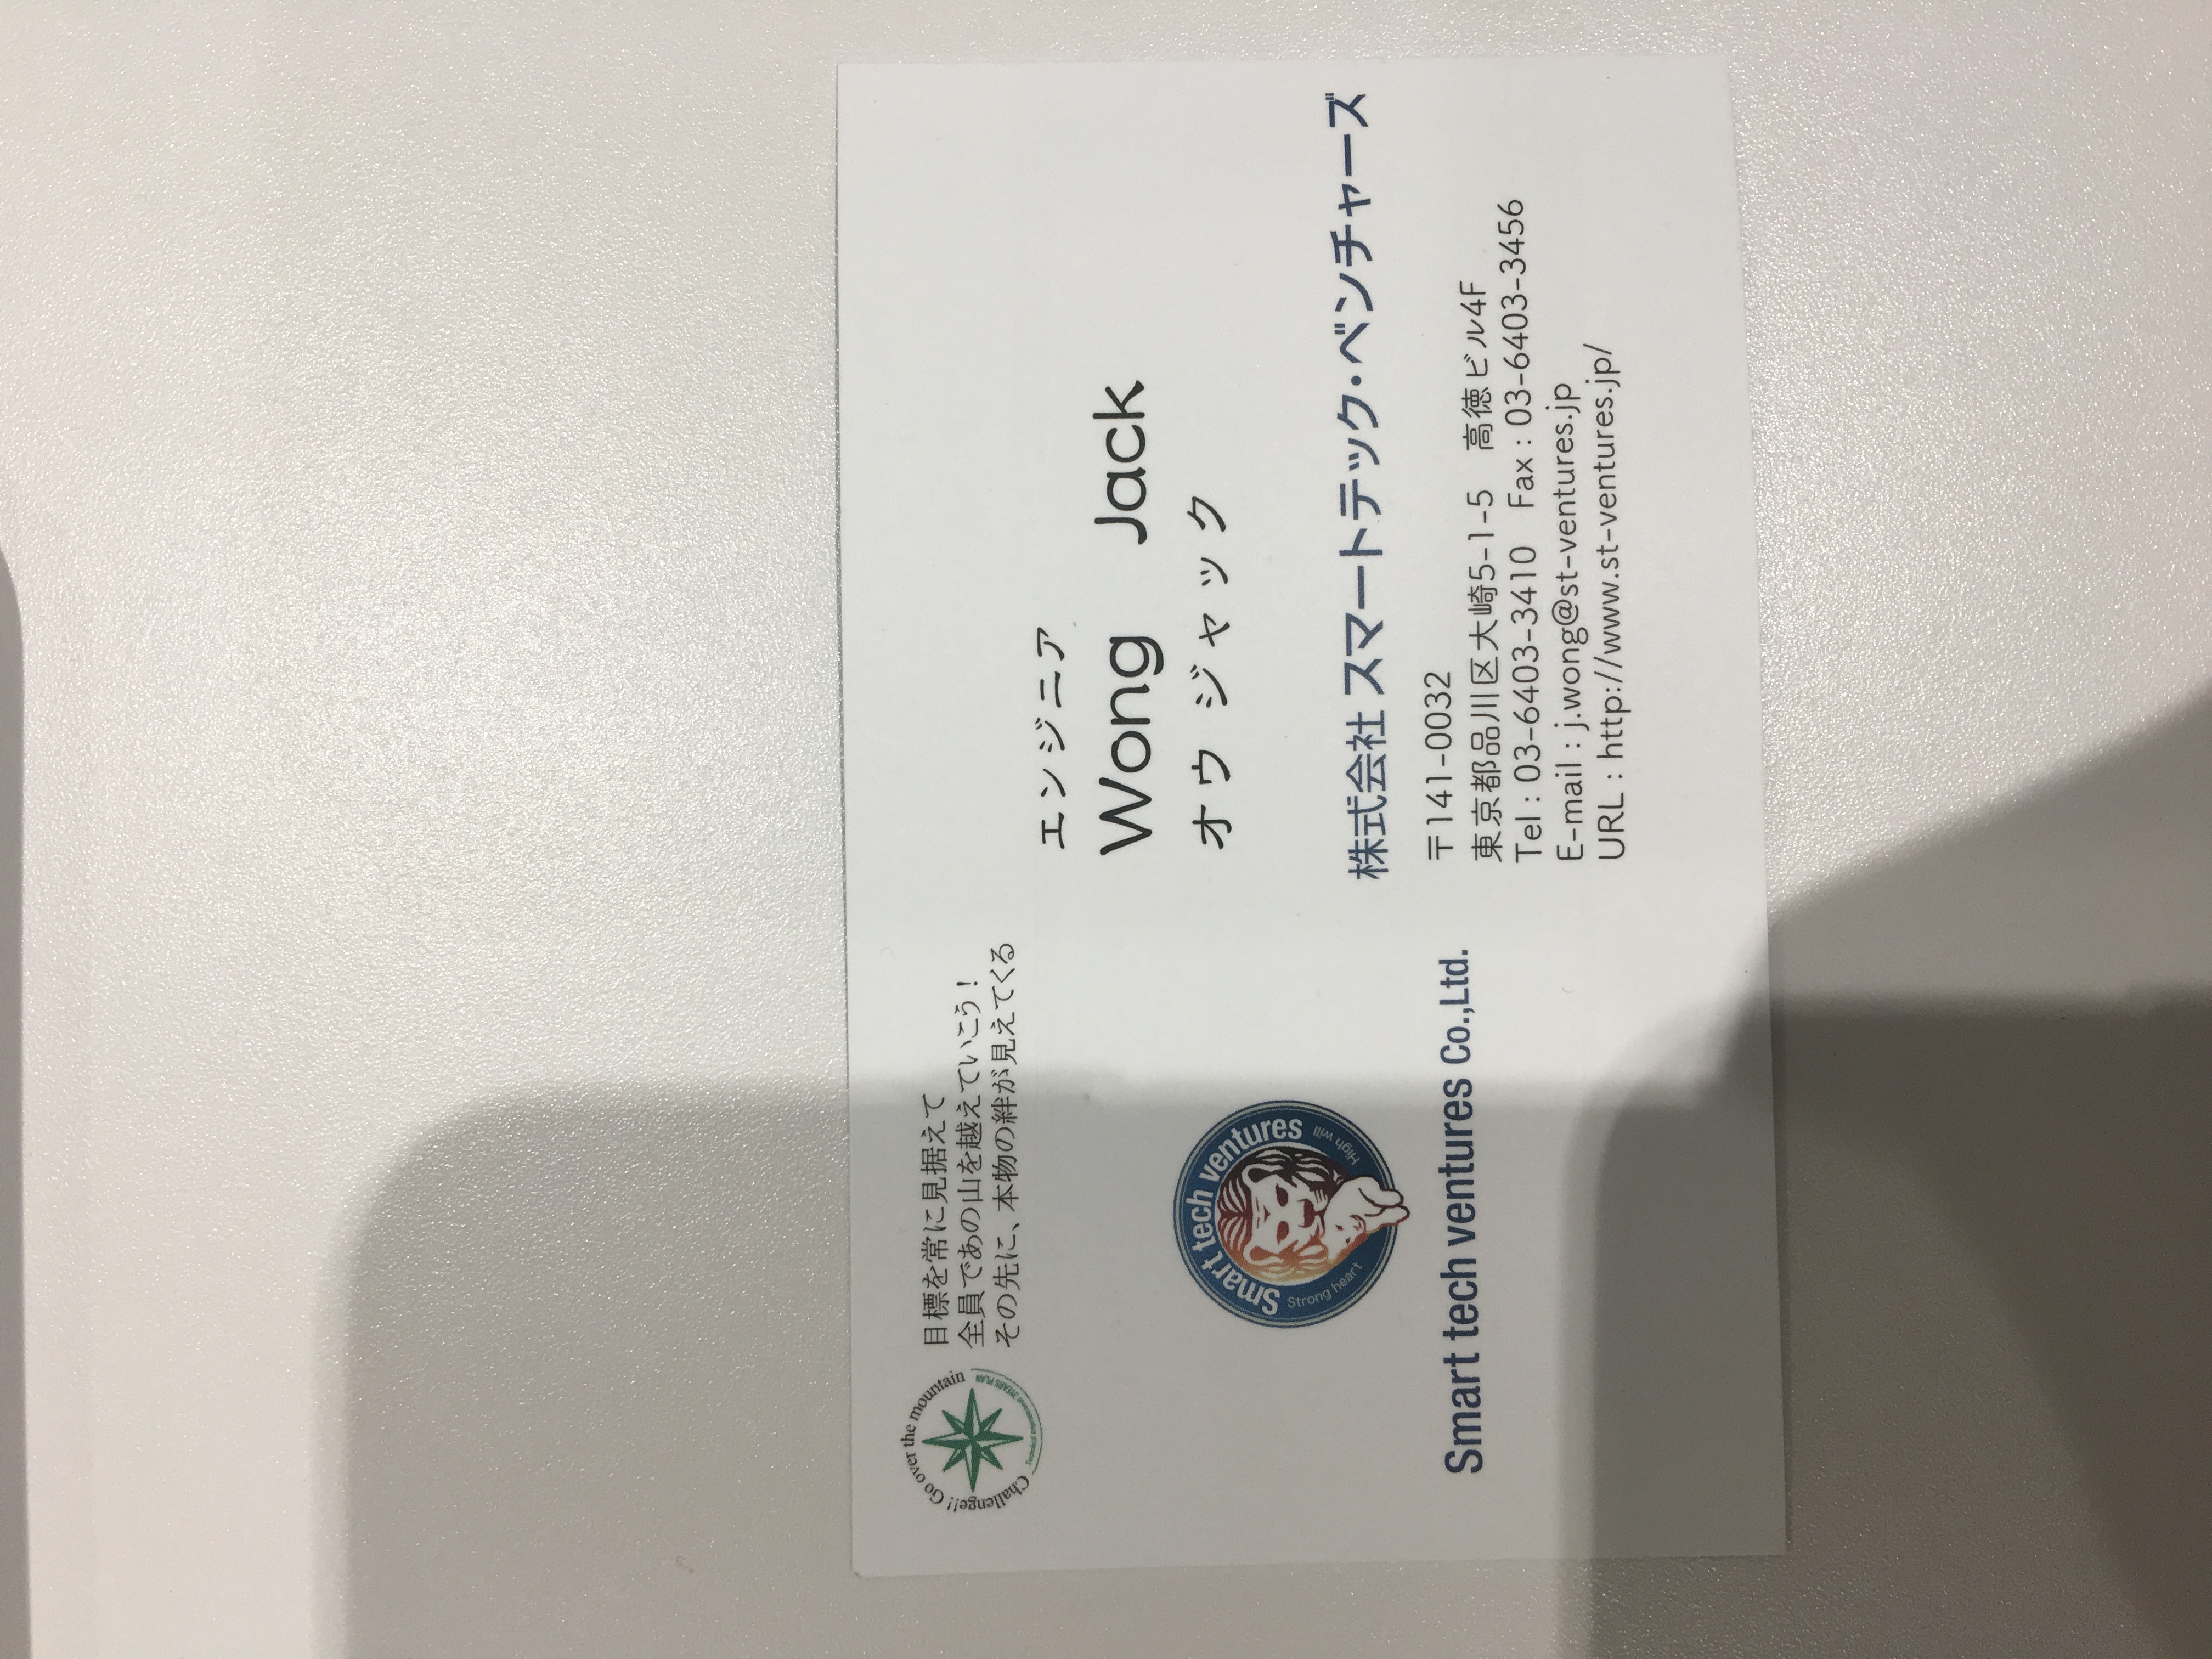 Challenge!! Go over the mountain
目標を常に見据えて
全員であの山を越えていこう！
その先に、本物の絆が見えてくる
エンジニア
Wong Jack
オウ ジャック
Smart tech ventures
Strong heart
High will
Smart tech ventures Co.,Ltd.
株式会社 スマートテック・ベンチャーズ
〒141-0032
東京都品川区大崎5-1-5 高徳ビル4F
Tel : 03-6403-3410 Fax : 03-6403-3456
E-mail : j.wong@st-ventures.jp
URL : http://www.st-ventures.jp/